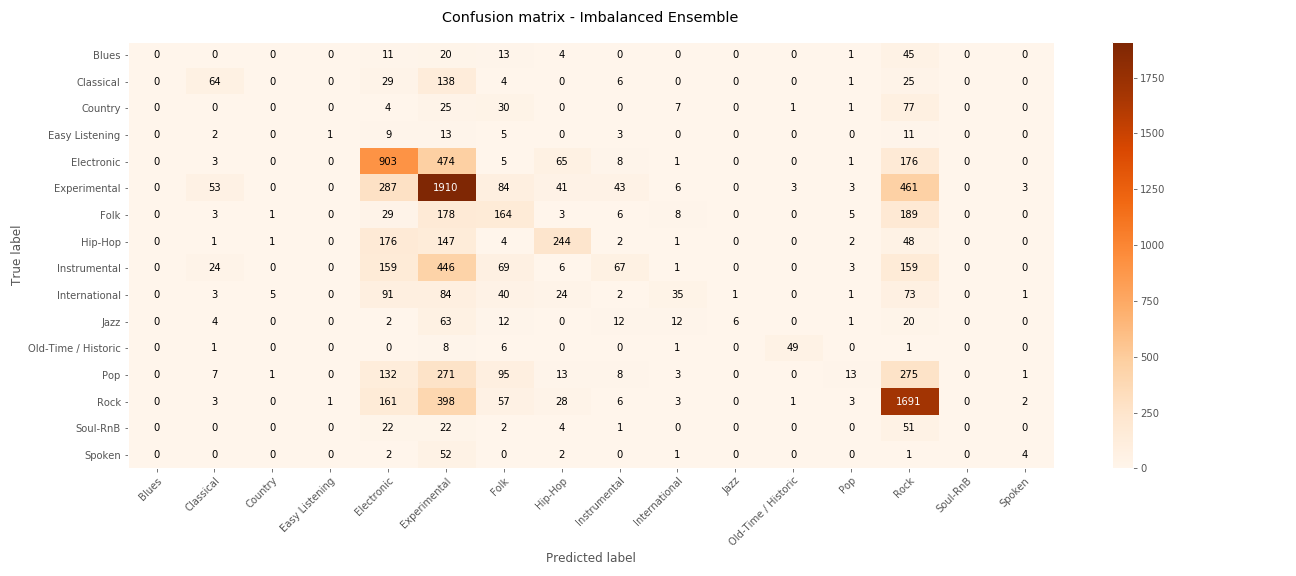 Confusion matrix - Imbalanced Ensemble
Blues 0 0 0 0 11 20 13 4 0 0 0 0 1 45 0 0
Classical 0 64 0 0 29 138 4 0 6 0 0 0 1 25 0 0
Country 0 0 0 0 4 25 30 0 0 7 0 1 1 77 0 0
Easy Listening 0 2 0 1 9 13 5 0 3 0 0 0 0 11 0 0
Electronic 0 3 0 0 903 474 5 65 8 1 0 0 1 176 0 0
Experimental 0 53 0 0 287 1910 84 41 43 6 0 3 3 461 0 3
Folk 0 3 1 0 29 178 164 3 6 8 0 0 5 189 0 0
Hip-Hop 0 1 1 0 176 147 4 244 2 1 0 0 2 48 0 0
Instrumental 0 24 0 0 159 446 69 6 67 1 0 0 3 159 0 0
International 0 3 5 0 91 84 40 24 2 35 1 0 1 73 0 1
Jazz 0 4 0 0 2 63 12 0 12 12 6 0 1 20 0 0
Old-Time / Historic 0 1 0 0 0 8 6 0 0 1 0 49 0 1 0 0
Pop 0 7 1 0 132 271 95 13 8 3 0 0 13 275 0 1
Rock 0 3 0 1 161 398 57 28 6 3 0 1 3 1691 0 2
Soul-RnB 0 0 0 0 22 22 2 4 1 0 0 0 0 51 0 0
Spoken 0 0 0 0 2 52 0 2 0 1 0 0 0 1 0 4
Blues Classical Country Easy Listening Electronic Experimental Folk Hip-Hop Instrumental International Jazz Old-Time / Historic Pop Rock Soul-RnB Spoken
Predicted label
True label
1750
1500
1250
1000
750
500
250
0